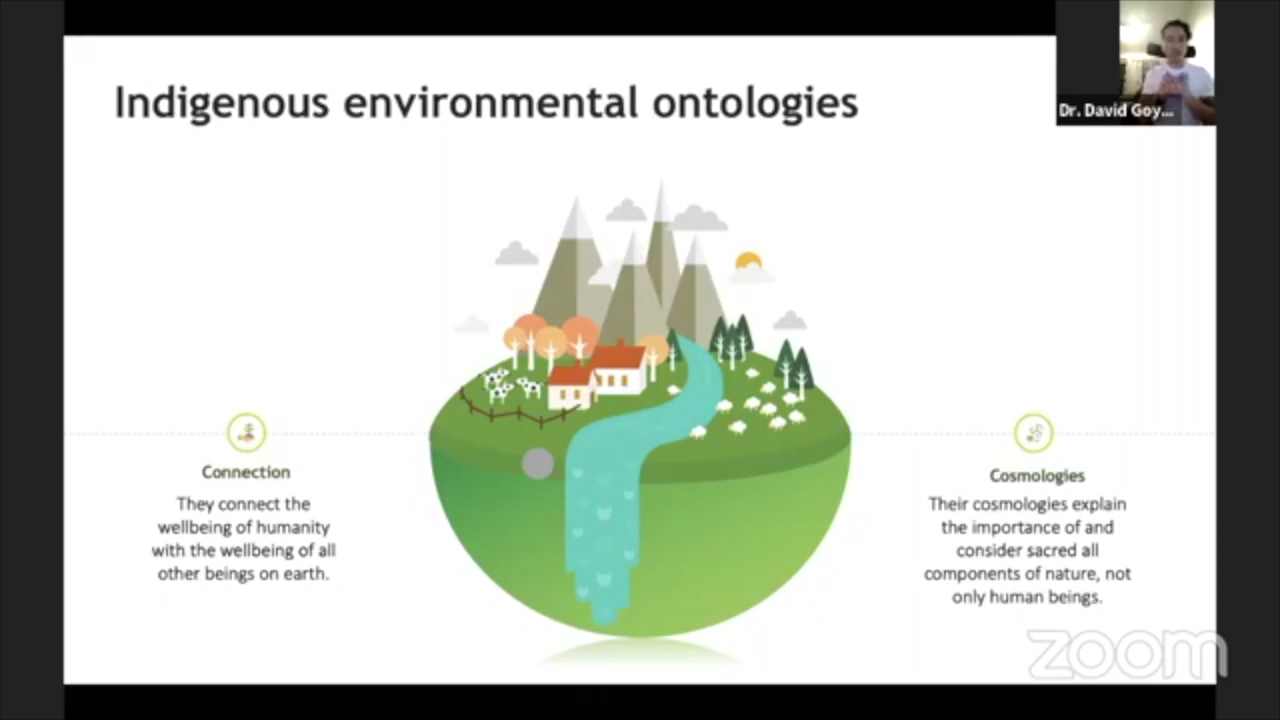 Indigenous environmental ontologies
Dr. David Goy...
Connection
They connect the
wellbeing of humanity
with the wellbeing of all
other beings on earth.
Cosmologies
Their cosmologies explain
the importance of and
consider sacred all
components of nature, not
only human beings.
zoom